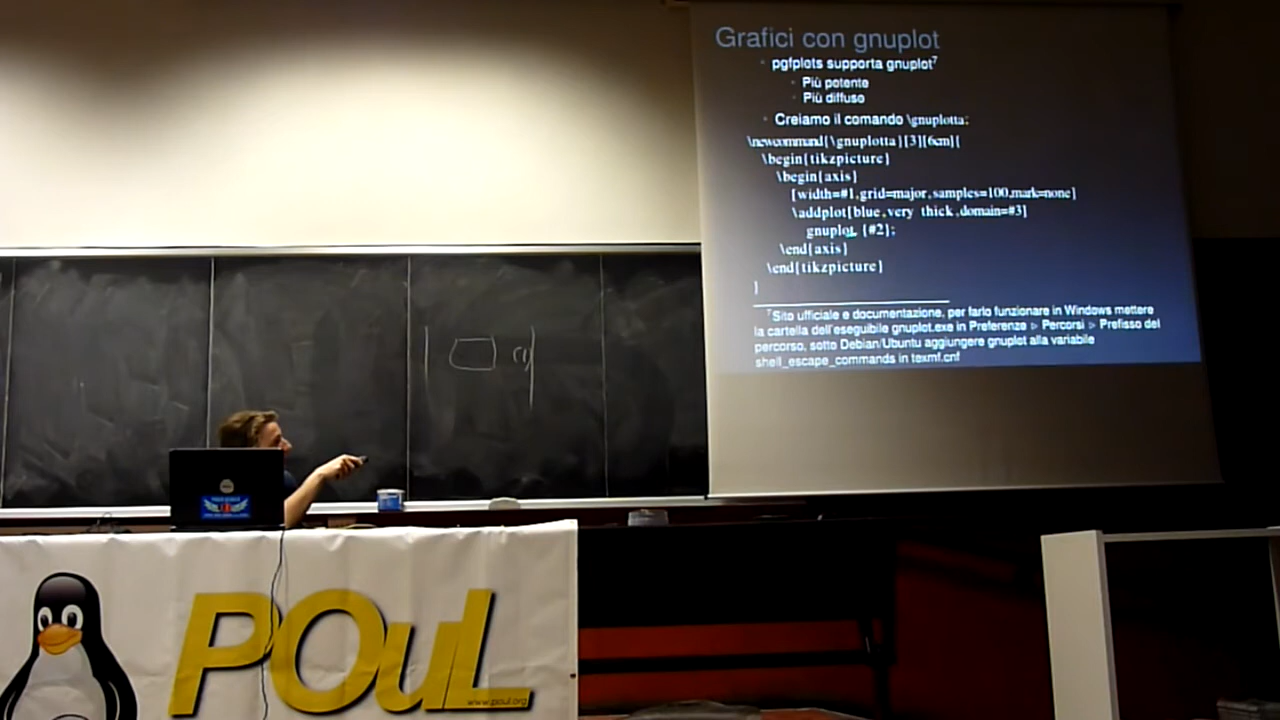 Grafici con gnuplot
pgfplots supporta gnuplot7
Più potente
Più diffuso
Creiamo il comando \gnuplotta:
\newcommand{\gnuplotta}[3][6cm]{
\begin{tikzpicture}
\begin{axis}
[width=#1,grid=major,samples=100,mark=none]
\addplot[blue,very thick,domain=#3]
gnuplot {#2};
\end{axis}
\end{tikzpicture}
}
7Sito ufficiale e documentazione, per farlo funzionare in Windows mettere
la cartella dell'eseguibile gnuplot.exe in Preferenze ▹ Percorsi ▹ Prefisso del
percorso, sotto Debian/Ubuntu aggiungere gnuplot alla variabile
shell_escape_commands in texmf.cnf
POuL
www.poul.org